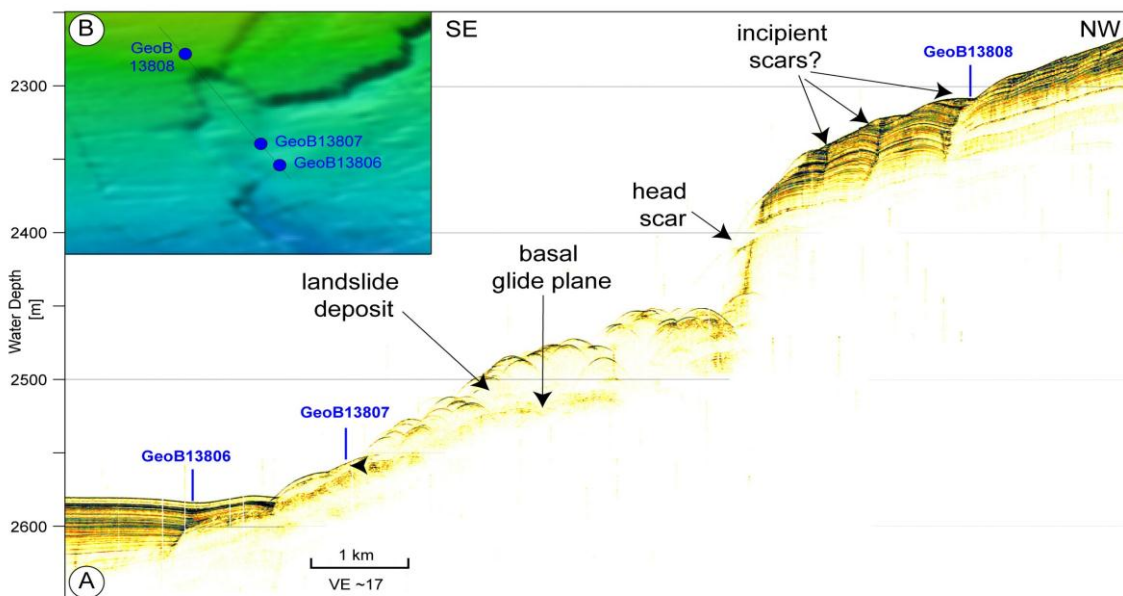 B
GeoB
13808
GeoB13807
GeoB13806
SE
NW
incipient
scars?
GeoB13808
2300
head
scar
2400
basal
glide plane
landslide
deposit
Water Depth
[m]
2500
GeoB13807
GeoB13806
2600
1 km
VE ~17
A